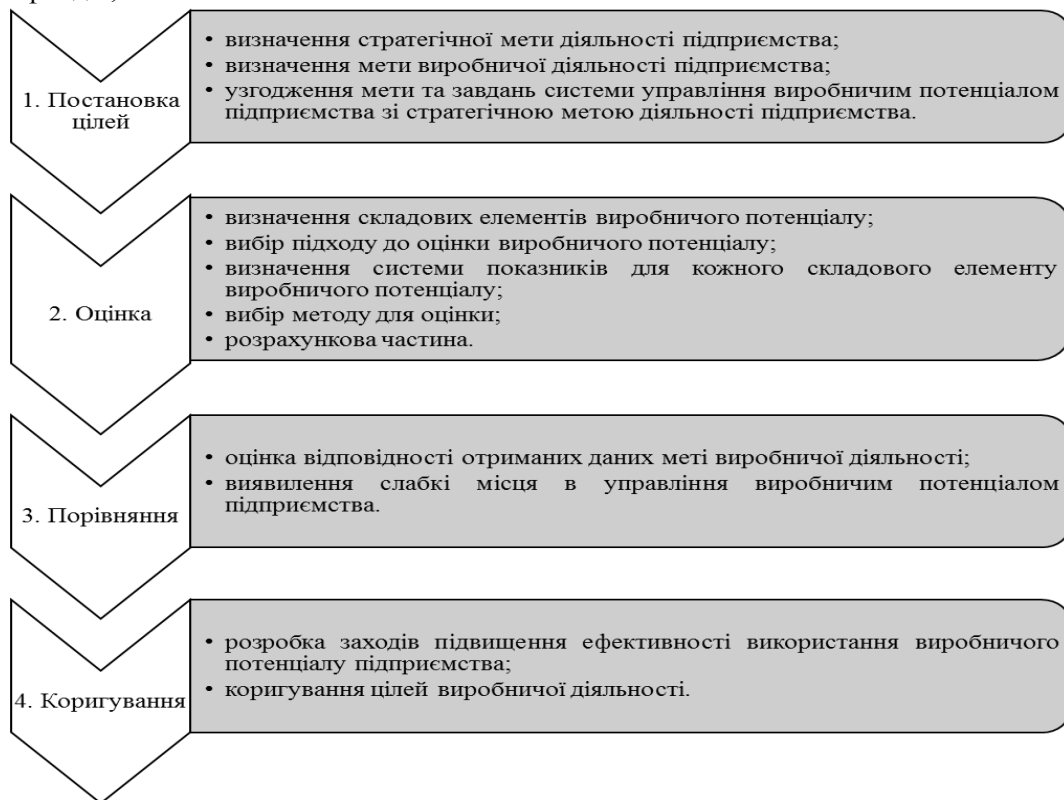 1. Постановка
цілей
• визначення стратегічної мети діяльності підприємства;
• визначення мети виробничої діяльності підприємства;
• узгодження мети та завдань системи управління виробничим потенціалом
підприємства зі стратегічною метою діяльності підприємства.
2. Оцінка
• визначення складових елементів виробничого потенціалу;
• вибір підходу до оцінки виробничого потенціалу;
• визначення системи показників для кожного складового елементу
виробничого потенціалу;
• вибір методу для оцінки;
• розрахункова частина.
3. Порівняння
• оцінка відповідності отриманих даних меті виробничої діяльності;
• виявилення слабкі місця в управління виробничим потенціалом
підприємства.
4. Коригування
• розробка заходів підвищення ефективності використання виробничого
потенціалу підприємства;
• коригування цілей виробничої діяльності.